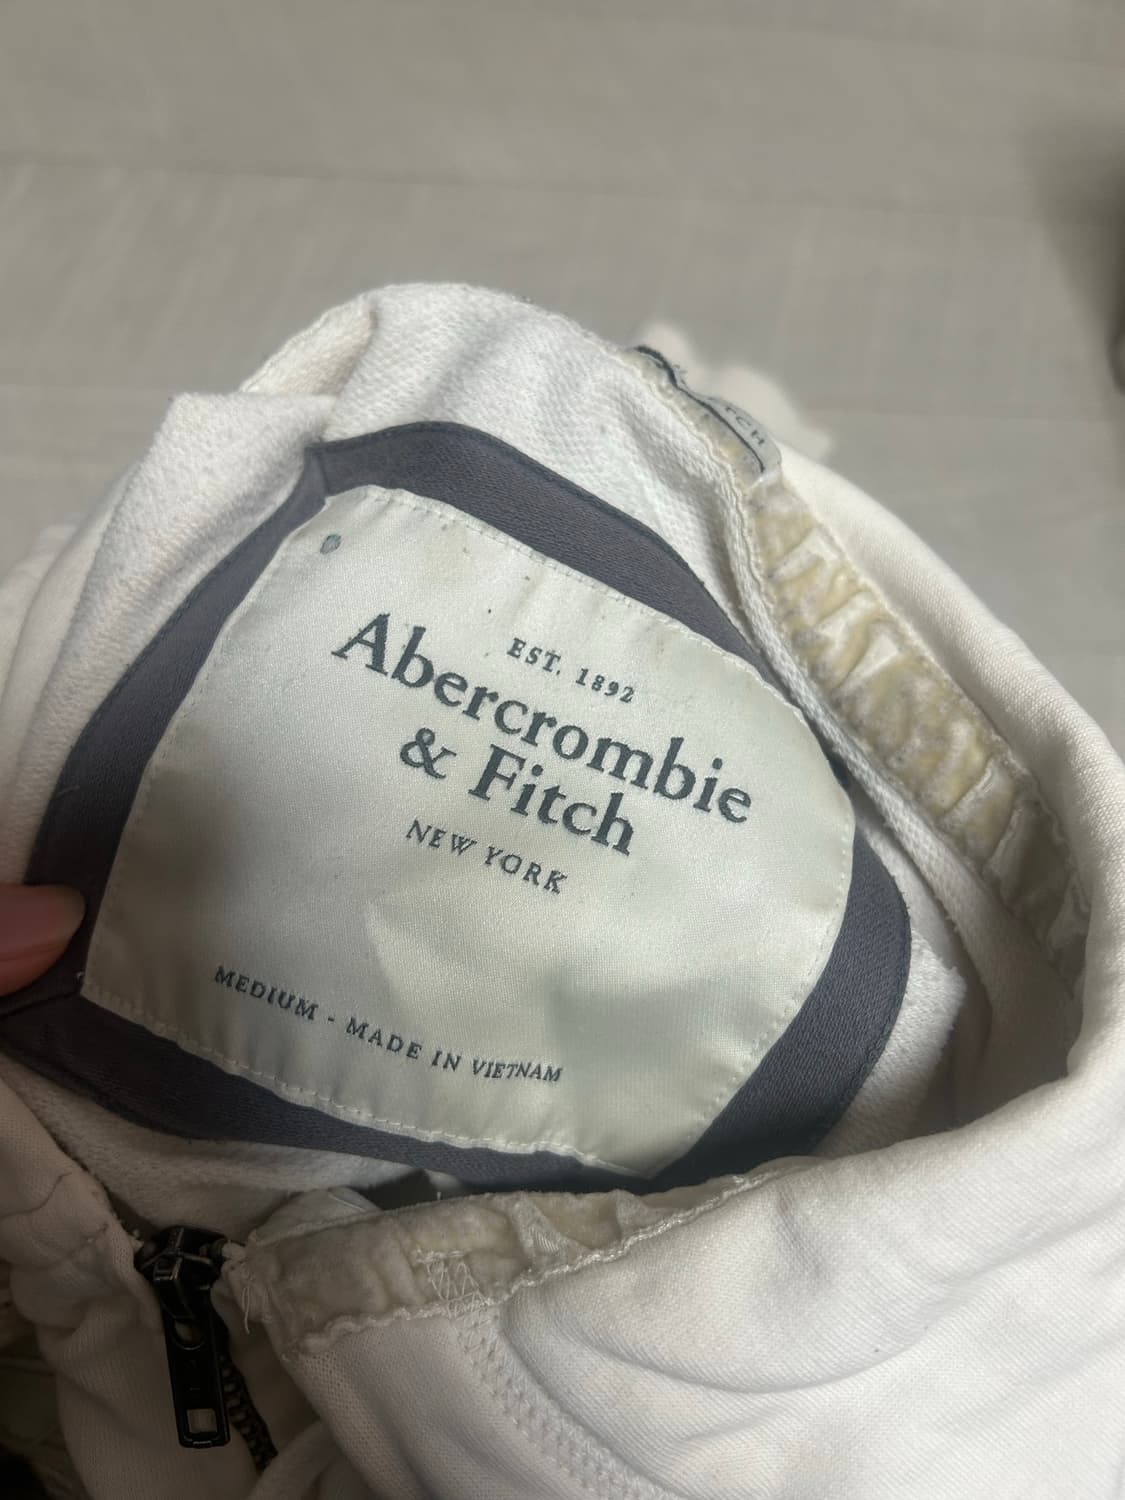 EST. 1892
Abercrombie
& Fitch
NEW YORK
MEDIUM - MADE IN VIETNAM